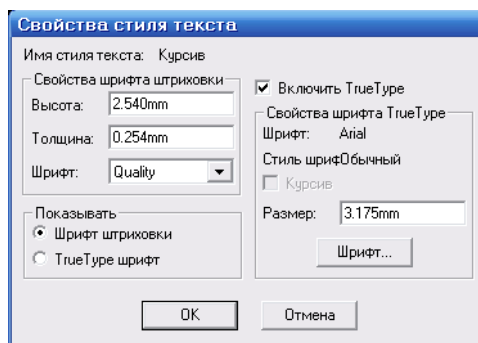 Свойства стиля текста
Имя стиля текста: Курсив
Свойства шрифта штриховки
Высота: 2.540mm
Толщина: 0.254mm
Шрифт: Quality
Показывать
Шрифт штриховки
TrueType шрифт
Включить TrueType
Свойства шрифта TrueType
Шрифт: Arial
Стиль шрифОбычный
Курсив
Размер: 3.175mm
Шрифт...
OK
Отмена